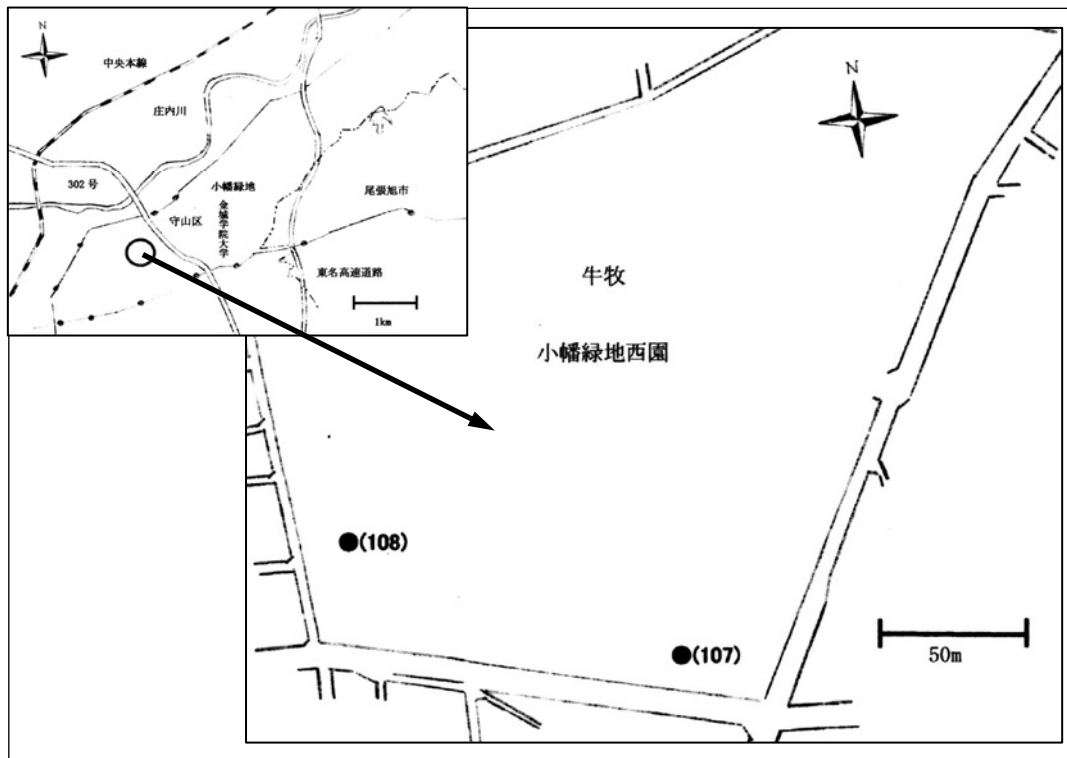 N
中央本線
庄内川
302号
小幡緑地
守山区
金城学院大学
尾張旭市
東名高速道路
1km
N
牛牧
小幡緑地西園
(108)
(107)
50m